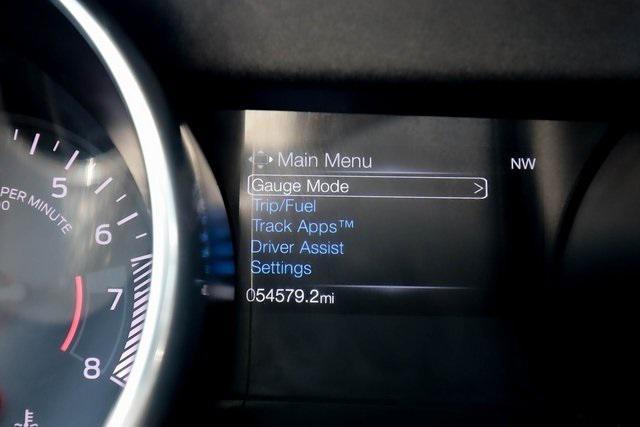 Main Menu
NW
Gauge Mode >
Trip/Fuel
Track Apps™
Driver Assist
Settings
054579.2mi
PER MINUTE
5
6
7
8